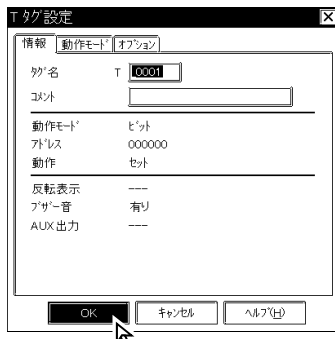 T タグ設定
情報 動作ﾓｰﾄﾞ ｵﾌﾟｼｮﾝ
ﾀｸﾞ名 T 0001
ｺﾒﾝﾄ
動作ﾓｰﾄﾞ ﾋﾞｯﾄ
ｱﾄﾞﾚｽ 000000
動作 ｾｯﾄ
反転表示 ---
ﾌﾞｻﾞｰ音 有り
AUX出力 ---
OK ｷｬﾝｾﾙ ﾍﾙﾌﾟ(H)